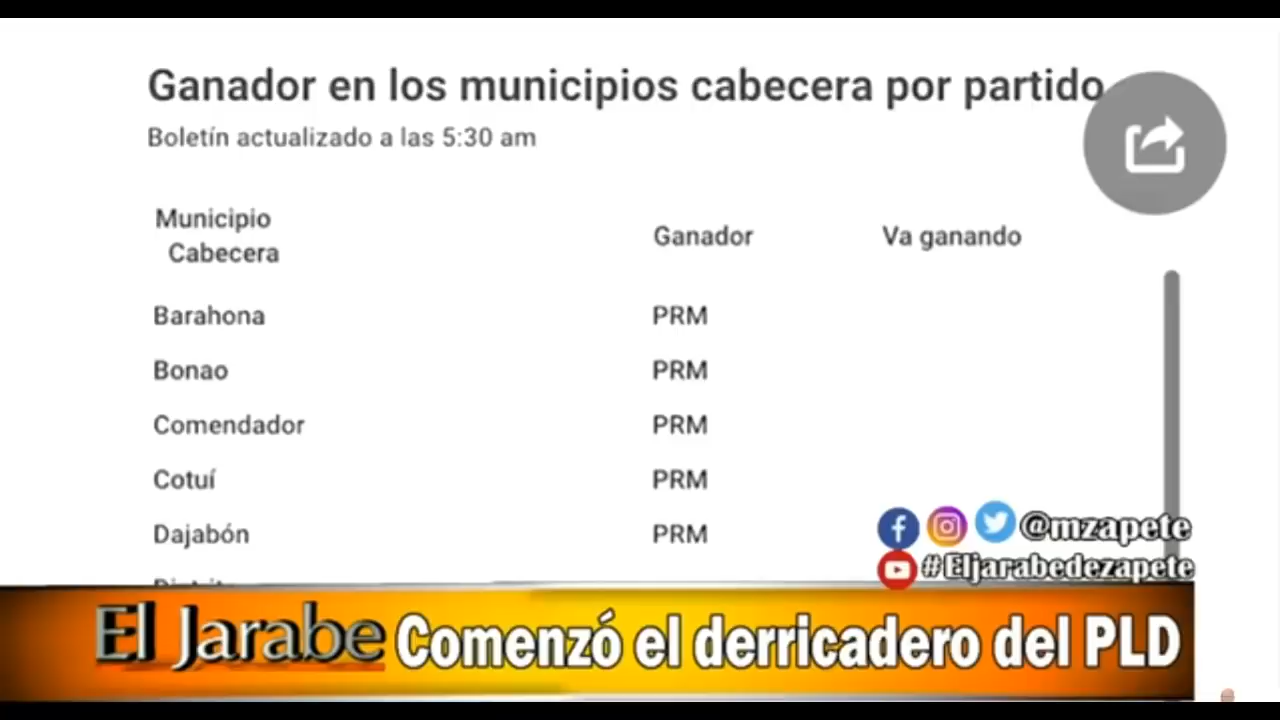 Ganador en los municipios cabecera por partido
Boletín actualizado a las 5:30 am
Municipio
Cabecera
Ganador
Va ganando
Barahona PRM
Bonao PRM
Comendador PRM
Cotuí PRM
Dajabón PRM
@mzapete
#Eljarabedezapete
El Jarabe Comenzó el derricadero del PLD